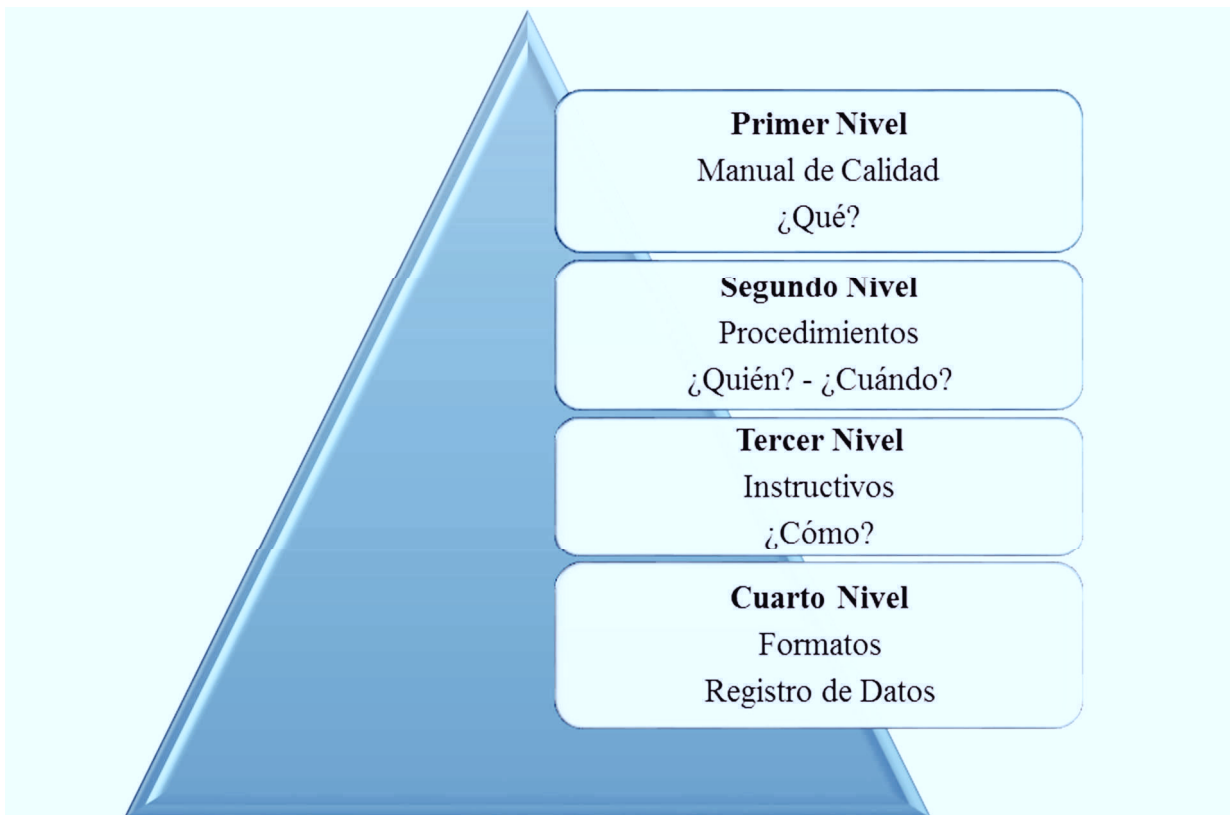 Primer Nivel
Manual de Calidad
¿Qué?
Segundo Nivel
Procedimientos
¿Quién? - ¿Cuándo?
Tercer Nivel
Instructivos
¿Cómo?
Cuarto Nivel
Formatos
Registro de Datos